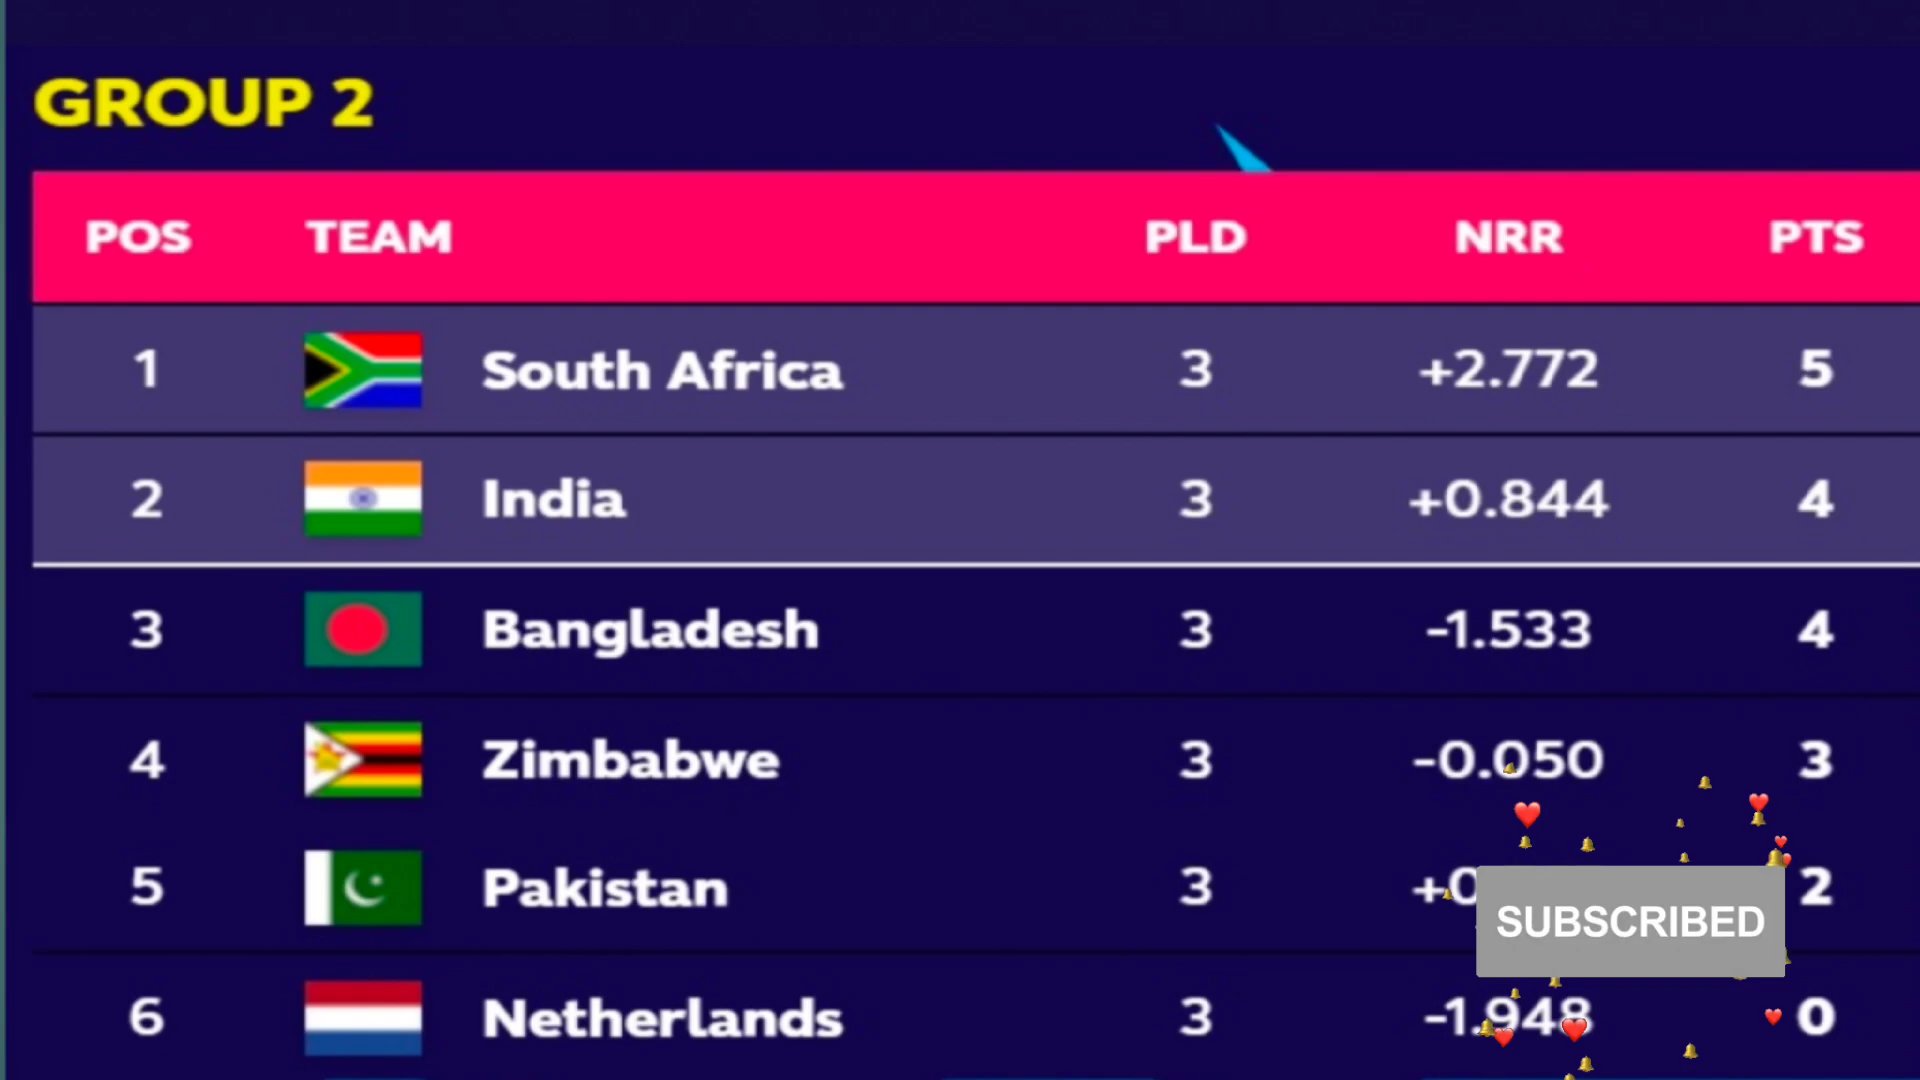 GROUP 2
POS TEAM PLD NRR PTS
1 South Africa 3 +2.772 5
2 India 3 +0.844 4
3 Bangladesh 3 -1.533 4
4 Zimbabwe 3 -0.050 3
5 Pakistan 3 +0 2
SUBSCRIBED
6 Netherlands 3 -1.948 0